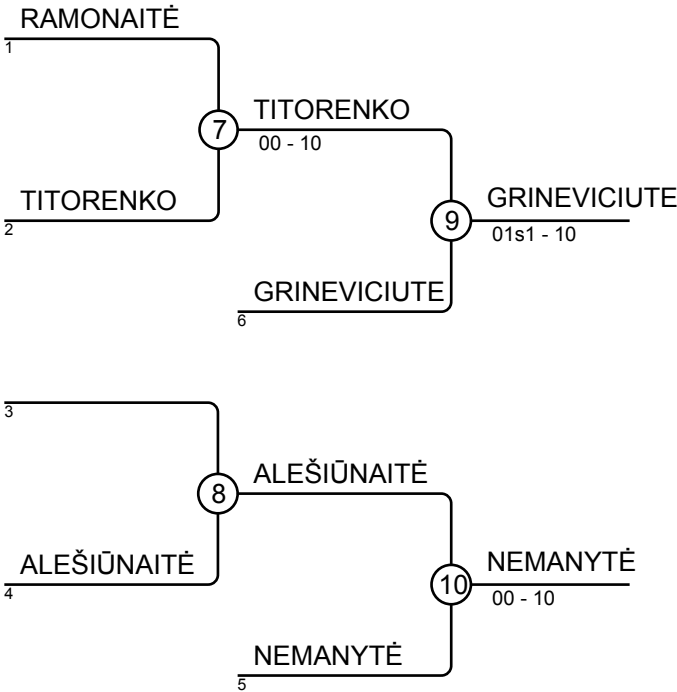 RAMONAITĖ
1
7
TITORENKO
00 - 10
TITORENKO
2
9
GRINEVICIUTE
01s1 - 10
GRINEVICIUTE
6
3
8
ALEŠIŪNAITĖ
ALEŠIŪNAITĖ
4
10
NEMANYTĖ
00 - 10
NEMANYTĖ
5